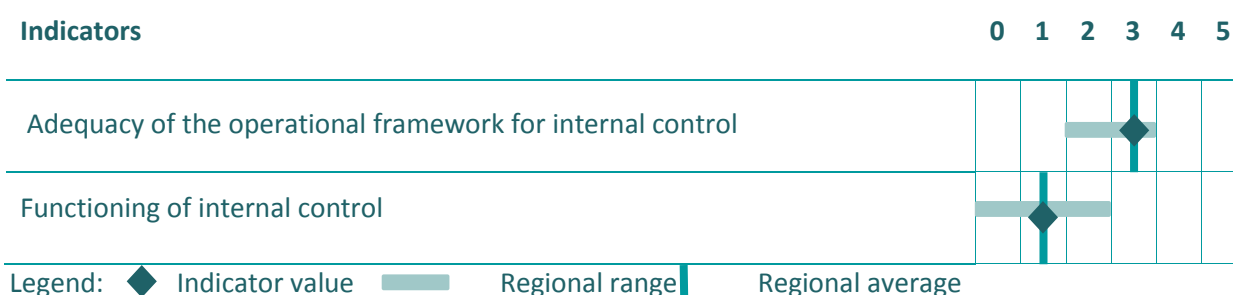 Indicators 0 1 2 3 4 5
Adequacy of the operational framework for internal control
Functioning of internal control
Legend: Indicator value Regional range Regional average